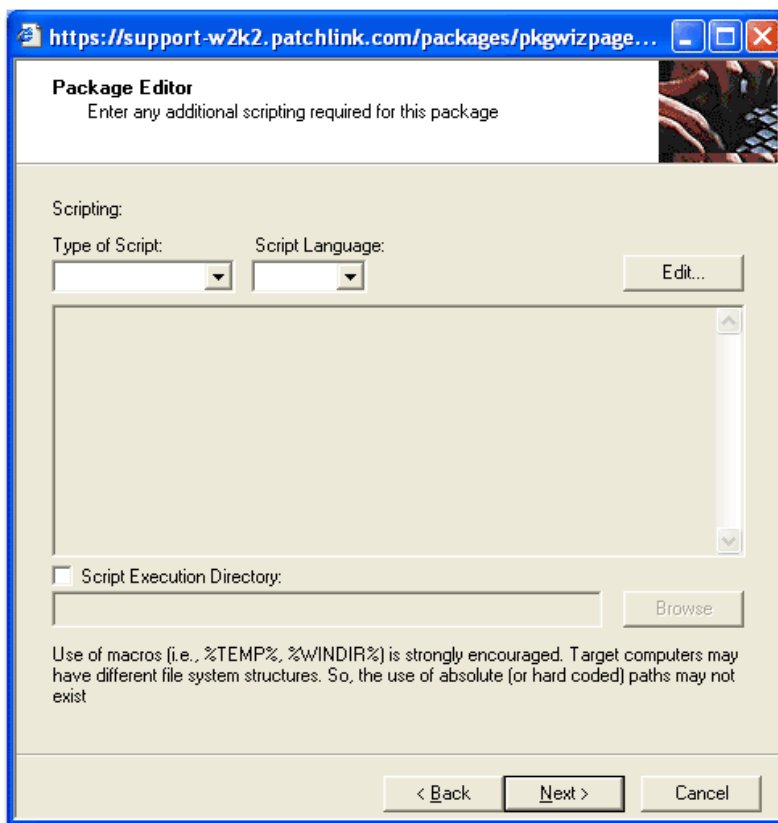 https://support-w2k2.patchlink.com/packages/pkgwizpage...
Package Editor
Enter any additional scripting required for this package
Scripting:
Type of Script: Script Language:
Edit...
Script Execution Directory:
Browse
Use of macros (i.e., %TEMP%, %WINDIR%) is strongly encouraged. Target computers may
have different file system structures. So, the use of absolute (or hard coded) paths may not
exist
< Back Next > Cancel